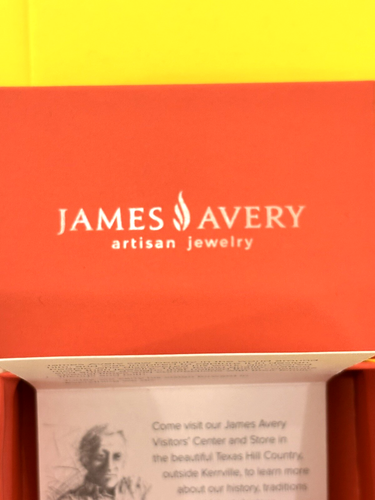 JAMES AVERY
artisan jewelry
Come visit our James Avery
Visitors' Center and Store in
the beautiful Texas Hill Country,
outside Kerrville, to learn more
about our history, traditions